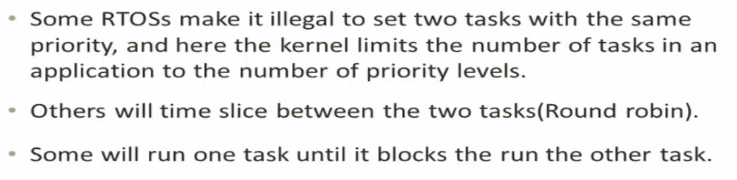 • Some RTOSs make it illegal to set two tasks with the same
priority, and here the kernel limits the number of tasks in an
application to the number of priority levels.
• Others will time slice between the two tasks(Round robin).
• Some will run one task until it blocks the run the other task.